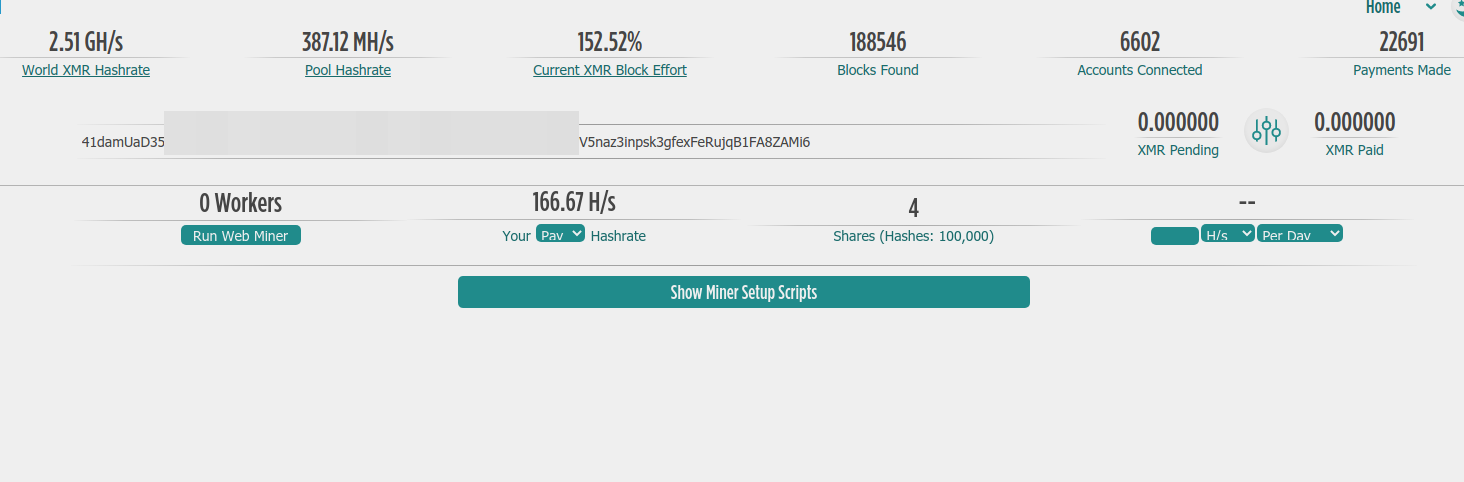 Home
2.51 GH/s 387.12 MH/s 152.52% 188546 6602 22691
World XMR Hashrate Pool Hashrate Current XMR Block Effort Blocks Found Accounts Connected Payments Made
0.000000 0.000000
41damUaD35 V5naz3inpsk3gfexFeRujqB1FA8ZAMi6
XMR Pending XMR Paid
0 Workers 166.67 H/s 4 --
Run Web Miner Your Pay Hashrate Shares (Hashes: 100,000) H/s Per Day
Show Miner Setup Scripts